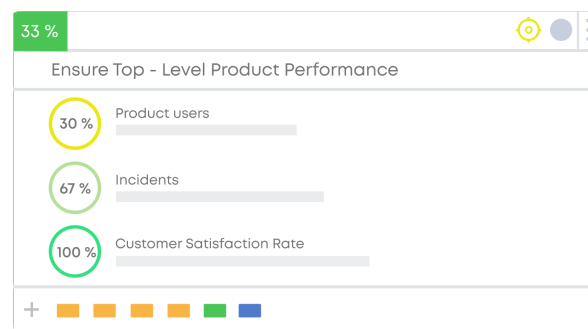 33 %
Ensure Top - Level Product Performance
30 %
Product users
67 %
Incidents
100 %
Customer Satisfaction Rate